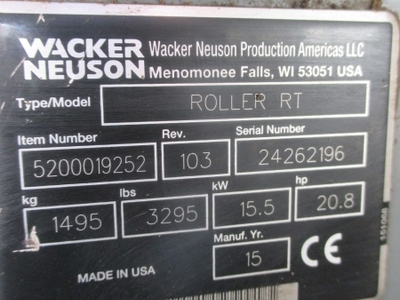 WACKER NEUSON Wacker Neuson Production Americas LLC
Menomonee Falls, WI 53051 USA
Type/Model ROLLER RT
Item Number Rev. Serial Number
5200019252 103 24262196
kg lbs kW hp
1495 3295 15.5 20.8
Manuf. Yr.
15 CE
MADE IN USA
151068